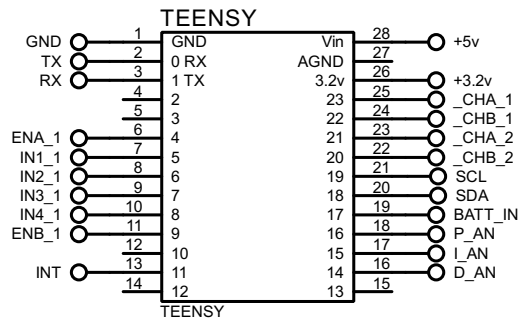 TEENSY
GND 1 GND Vin 28 +5v
TX 2 0 RX AGND 27
RX 3 1 TX 3.2v 26 +3.2v
4 2 23 25 _CHA_1
5 3 22 24 _CHB_1
ENA_1 6 4 21 23 _CHA_2
IN1_1 7 5 20 22 _CHB_2
IN2_1 8 6 19 21 SCL
IN3_1 9 7 18 20 SDA
IN4_1 10 8 17 19 BATT_IN
ENB_1 11 9 16 18 P_AN
12 10 15 17 I_AN
INT 13 11 14 16 D_AN
14 12 13 15
TEENSY